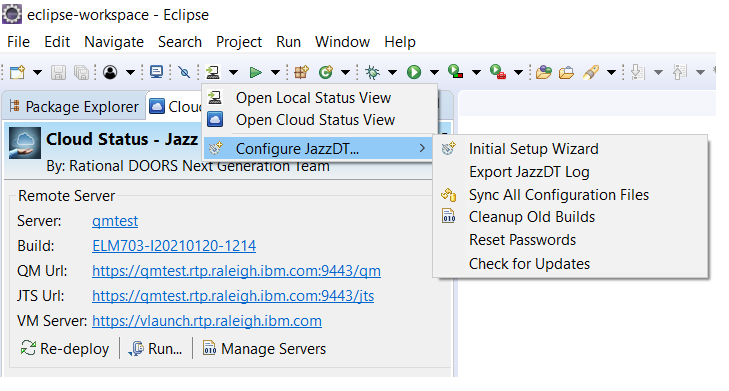 eclipse-workspace - Eclipse
File Edit Navigate Search Project Run Window Help
Package Explorer Clou
Open Local Status View
Open Cloud Status View
Configure JazzDT...
Initial Setup Wizard
Export JazzDT Log
Sync All Configuration Files
Cleanup Old Builds
Reset Passwords
Check for Updates
Cloud Status - Jazz
By: Rational DOORS Next Generation Team
Remote Server
Server: qmtest
Build: ELM703-I20210120-1214
QM Url: https://qmtest.rtp.raleigh.ibm.com:9443/qm
JTS Url: https://qmtest.rtp.raleigh.ibm.com:9443/jts
VM Server: https://vlaunch.rtp.raleigh.ibm.com
Re-deploy Run... Manage Servers